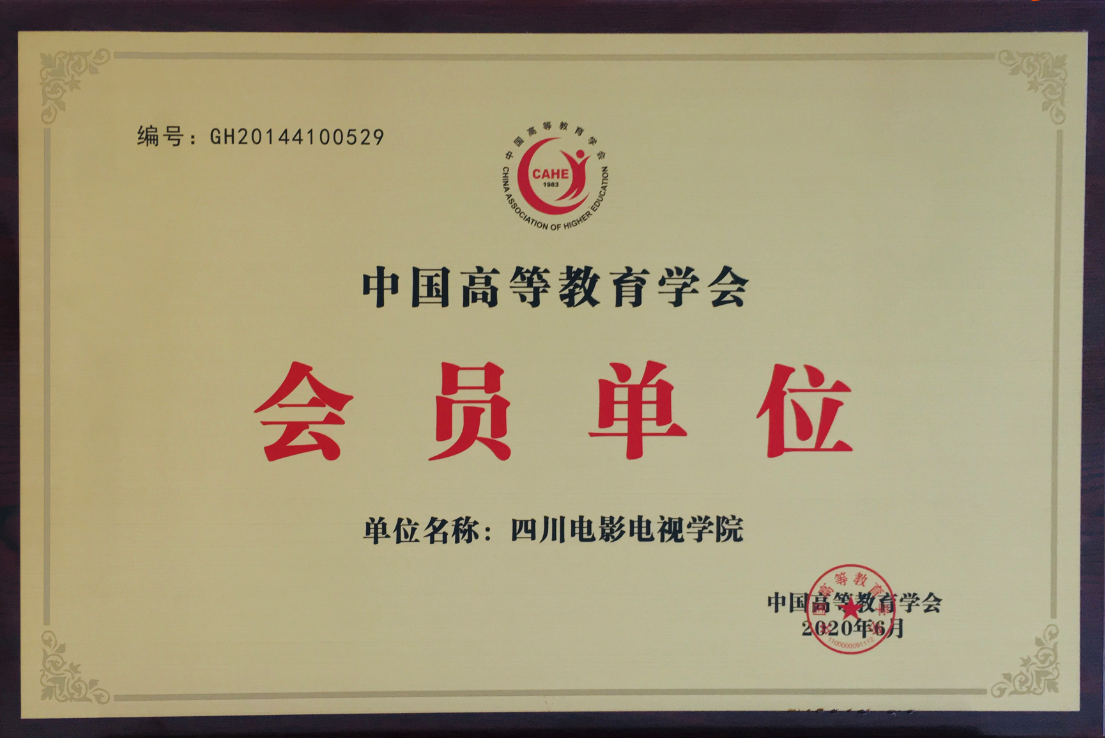 编号：GH20144100529
中国高等教育学会
CAHE
1983
CHINA ASSOCIATION OF HIGHER EDUCATION
中国高等教育学会
会员单位
单位名称：四川电影电视学院
中国高等教育学会
2020年6月